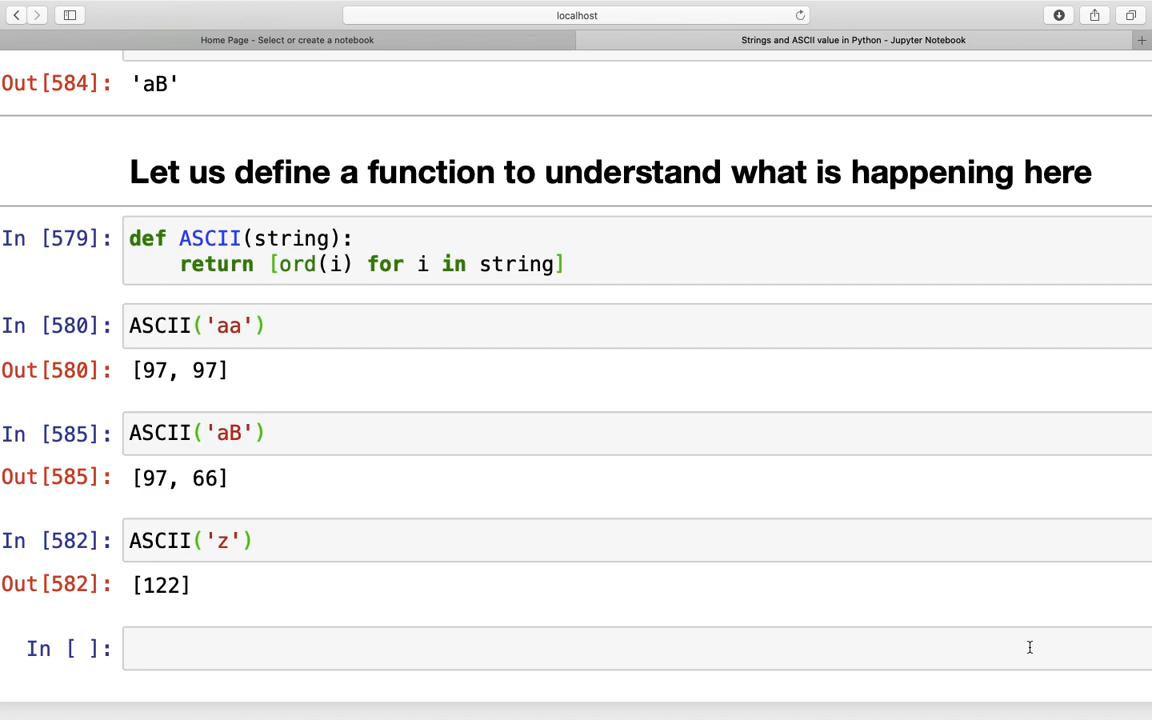 localhost
Home Page - Select or create a notebook
Strings and ASCII value in Python - Jupyter Notebook
Out[584]: 'aB'
Let us define a function to understand what is happening here
In [579]: def ASCII(string):
return [ord(i) for i in string]
In [580]: ASCII('aa')
Out[580]: [97, 97]
In [585]: ASCII('aB')
Out[585]: [97, 66]
In [582]: ASCII('z')
Out[582]: [122]
In [ ]: